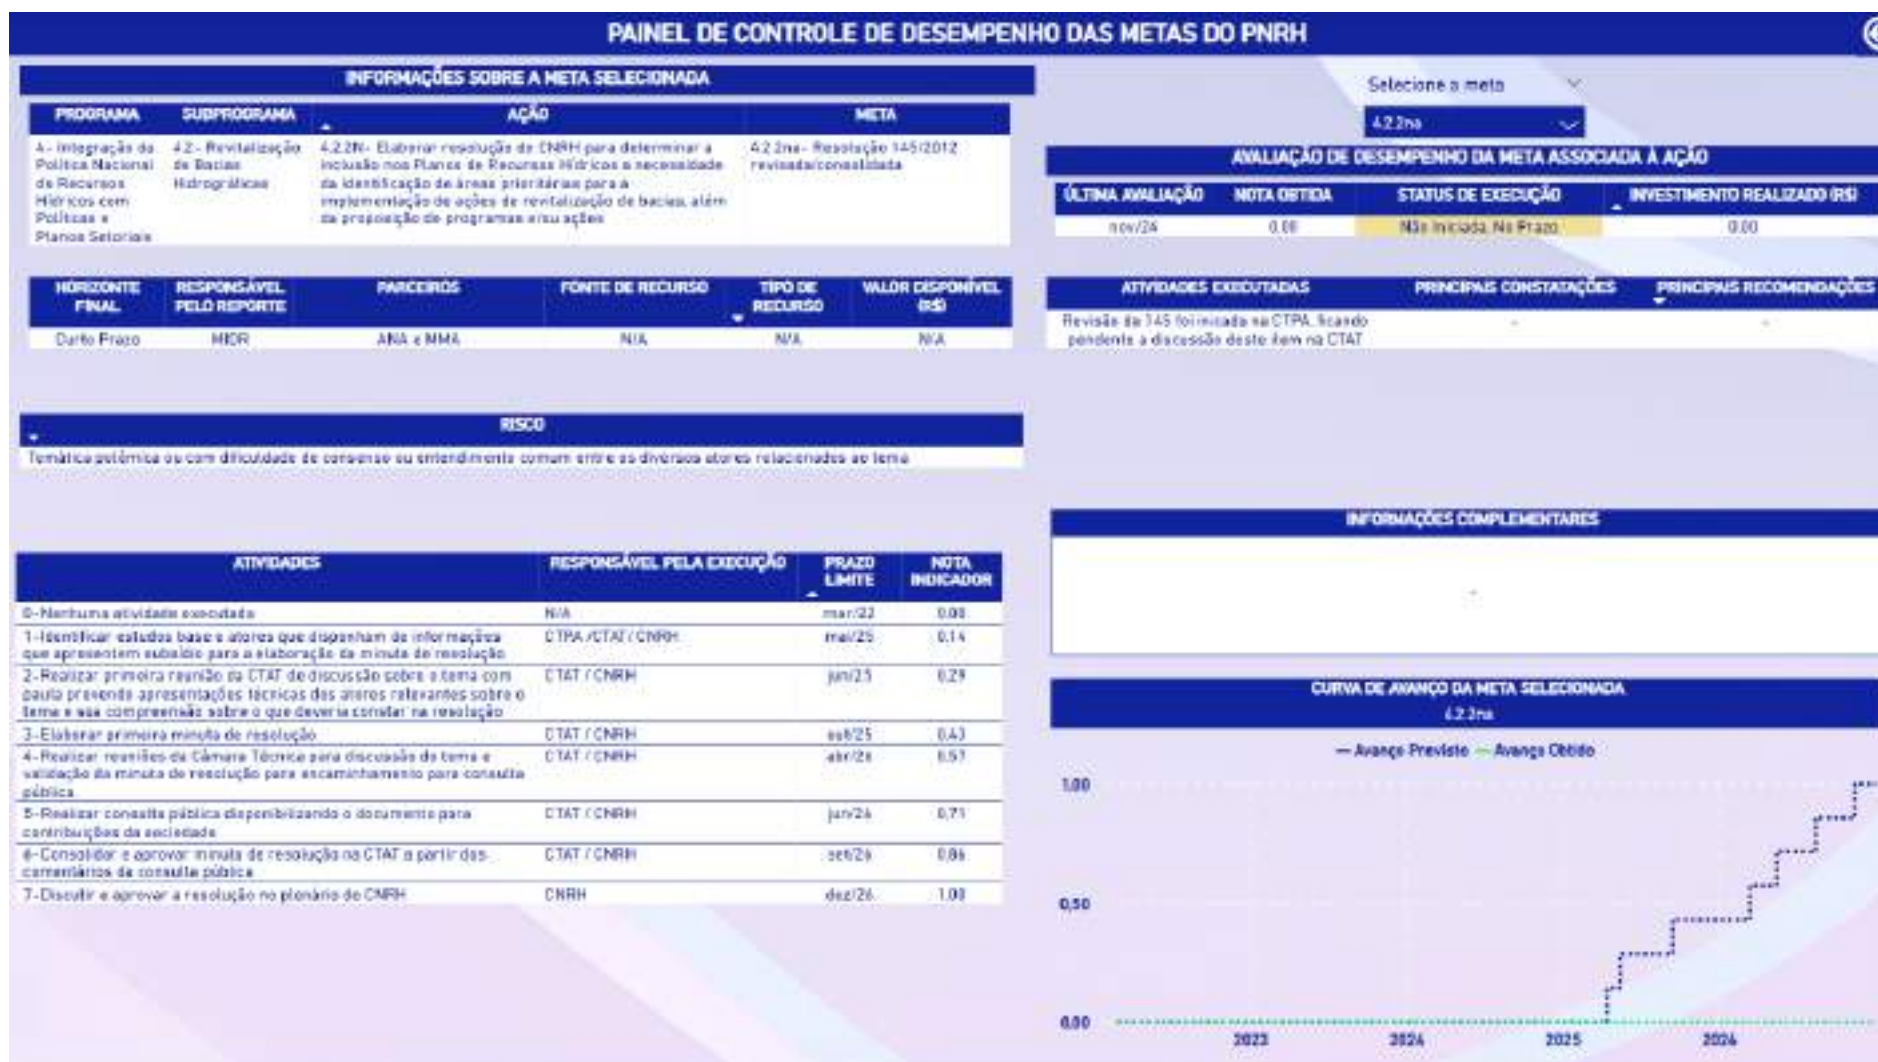 PAINEL DE CONTROLE DE DESEMPENHO DAS METAS DO PNRH
INFORMAÇÕES SOBRE A META SELECIONADA
PROGRAMA SUBPROGRAMA AÇÃO META
4- Integração da Política Nacional de Recursos Hídricos com Políticas e Planos Setoriais
4.2- Revitalização de Bacias Hidrográficas
4.2.2N- Elaborar resolução do CNRH para determinar a
inclusão nos Planos de Recursos Hídricos a necessidade
da identificação de áreas prioritárias para a
implementação de ações de revitalização de bacias, além
da proposição de programas e/ou ações
4.2.2na- Resolução 145/2012
revisada/consolidada
HORIZONTE FINAL RESPONSÁVEL PELO REPORTE PARCEIROS FONTE DE RECURSO TIPO DE RECURSO VALOR DISPONÍVEL (R$)
Curto Prazo MIDR ANA e MMA N/A N/A N/A
RISCO
Temática polêmica ou com dificuldade de consenso ou entendimento comum entre os diversos atores relacionados ao tema
ATIVIDADES RESPONSÁVEL PELA EXECUÇÃO PRAZO LIMITE NOTA INDICADOR
0-Nenhuma atividade executada N/A mar/22 0.00
1-Identificar estudos base e atores que disponham de informações CTPA /CTAT/ CNRH mai/25 0,14
que apresentem subsídio para a elaboração da minuta de resolução
2-Realizar primeira reunião da CTAT de discussão sobre o tema com CTAT / CNRH jun/25 0,29
pauta prevendo apresentações técnicas dos atores relevantes sobre o
tema e sua compreensão sobre o que deveria constar na resolução
3-Elaborar primeira minuta de resolução CTAT / CNRH out/25 0,43
4-Realizar reuniões da Câmara Técnica para discussão do tema e CTAT / CNRH abr/26 0,57
validação da minuta de resolução para encaminhamento para consulta
pública
5-Realizar consulta pública disponibilizando o documento para CTAT / CNRH jun/26 0,71
contribuições da sociedade
6-Consolidar e aprovar minuta de resolução na CTAT a partir dos CTAT / CNRH set/26 0,86
comentários da consulta pública
7-Discutir e aprovar a resolução no plenário do CNRH CNRH dez/26 1,00
Selecione a meta
4.2.2na
AVALIAÇÃO DE DESEMPENHO DA META ASSOCIADA À AÇÃO
ÚLTIMA AVALIAÇÃO NOTA OBTIDA STATUS DE EXECUÇÃO INVESTIMENTO REALIZADO (R$)
nov/24 0.00 Não Iniciada, No Prazo 0.00
ATIVIDADES EXECUTADAS PRINCIPAIS CONSTATAÇÕES PRINCIPAIS RECOMENDAÇÕES
Revisão da 145 foi iniciada na CTPA, ficando - -
pendente a discussão deste item na CTAT
INFORMAÇÕES COMPLEMENTARES
-
CURVA DE AVANÇO DA META SELECIONADA
4.2.2na
Avanço Previsto Avanço Obtido
1,00
0,50
0,00
2023 2024 2025 2026